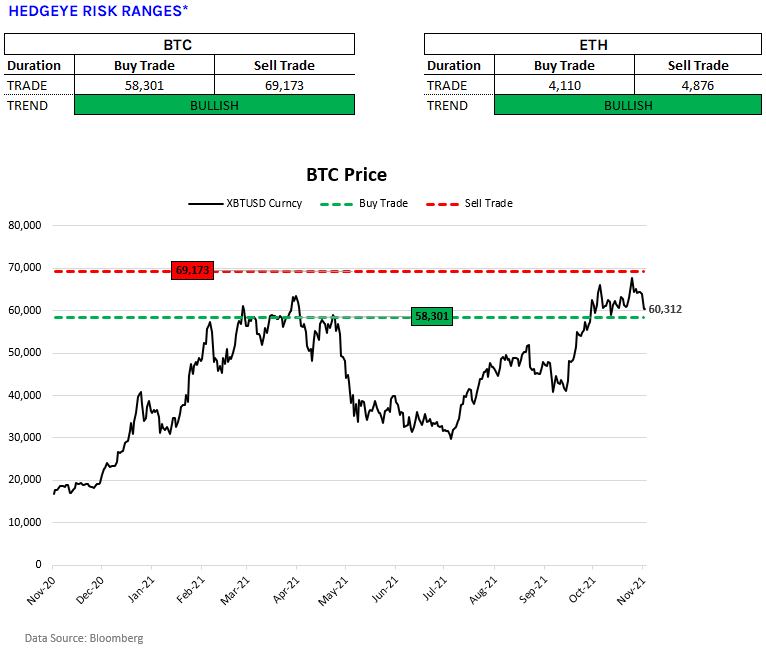 HEDGEYE RISK RANGES*
BTC
Duration Buy Trade Sell Trade
TRADE 58,301 69,173
TREND BULLISH
ETH
Duration Buy Trade Sell Trade
TRADE 4,110 4,876
TREND BULLISH
BTC Price
XBTUSD Curncy Buy Trade Sell Trade
80,000
70,000
60,000
50,000
40,000
30,000
20,000
10,000
0
69,173
58,301
60,312
Nov-20 Dec-20 Jan-21 Feb-21 Mar-21 Apr-21 May-21 Jun-21 Jul-21 Aug-21 Sep-21 Oct-21 Nov-21
Data Source: Bloomberg